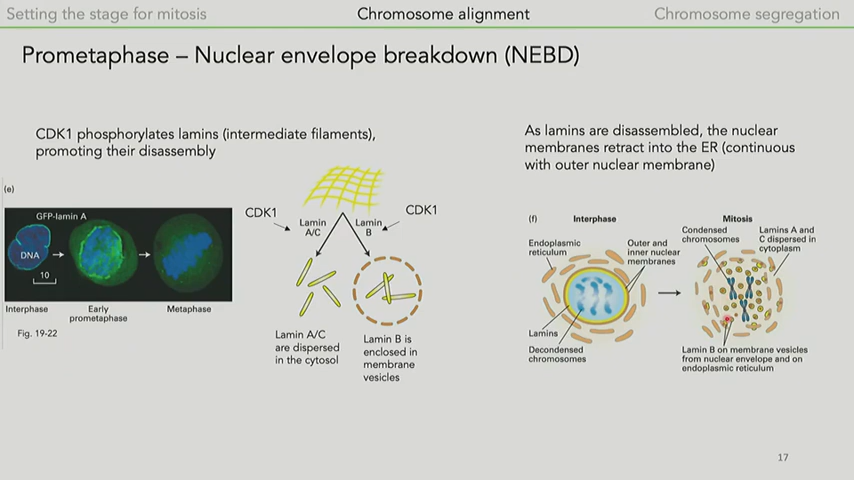 Setting the stage for mitosis
Chromosome alignment
Chromosome segregation
Prometaphase – Nuclear envelope breakdown (NEBD)
CDK1 phosphorylates lamins (intermediate filaments),
promoting their disassembly
(e)
GFP-lamin A
DNA
10
Interphase
Early
prometaphase
Metaphase
Fig. 19-22
CDK1
CDK1
Lamin
A/C
Lamin
B
Lamin A/C
are dispersed
in the cytosol
Lamin B is
enclosed in
membrane
vesicles
As lamins are disassembled, the nuclear
membranes retract into the ER (continuous
with outer nuclear membrane)
(f)
Interphase
Endoplasmic
reticulum
Outer and
inner nuclear
membranes
Lamins
Decondensed
chromosomes
Mitosis
Condensed
chromosomes
Lamins A and
C dispersed in
cytoplasm
Lamin B on membrane vesicles
from nuclear envelope and on
endoplasmic reticulum
17